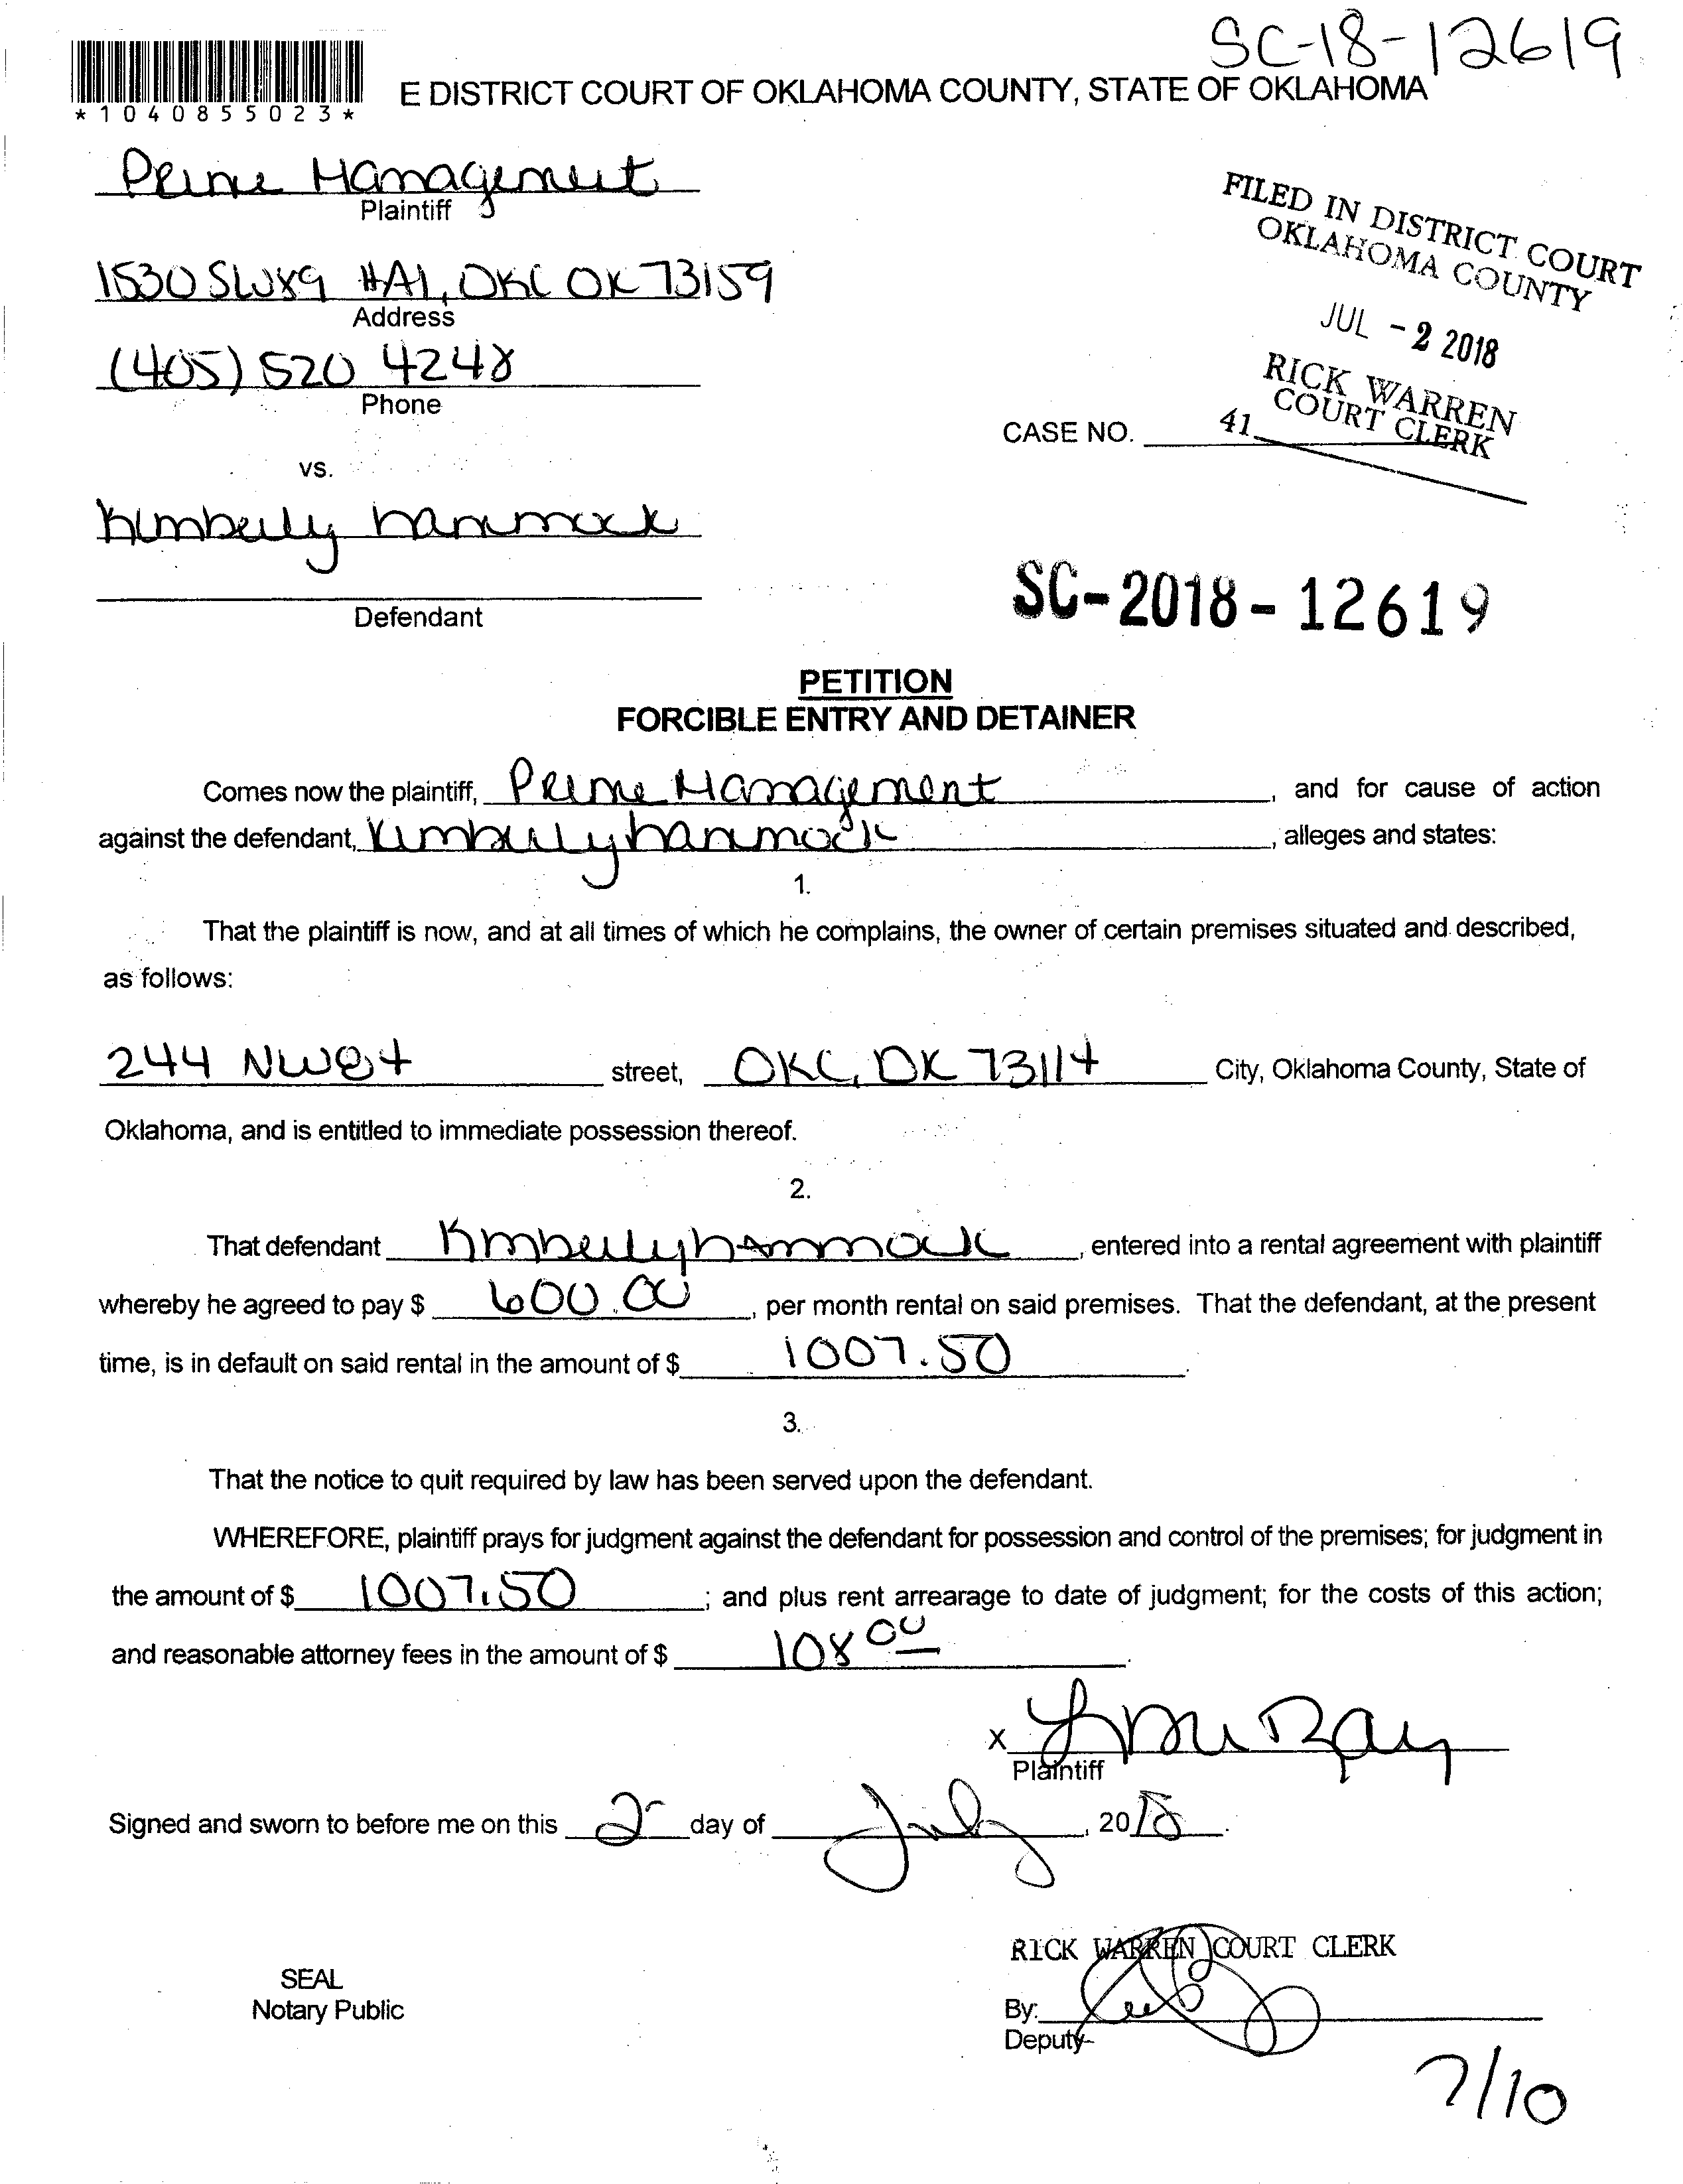 SC-18-12619
*1040855023*
E DISTRICT COURT OF OKLAHOMA COUNTY, STATE OF OKLAHOMA
Prime Management
Plaintiff
1530 SW89 #A1, OKC OK 73159
Address
(405) 520 4248
Phone
FILED IN DISTRICT COURT
OKLAHOMA COUNTY
JUL - 2 2018
RICK WARREN
COURT CLERK
41
CASE NO.
vs.
Kimberly hammock
Defendant
SC-2018-12619
PETITION
FORCIBLE ENTRY AND DETAINER
Comes now the plaintiff, Prime Management, and for cause of action
against the defendant, Kimberly hammock, alleges and states:
1.
That the plaintiff is now, and at all times of which he complains, the owner of certain premises situated and described,
as follows:
244 NW84 street, OKC, OK 73114 City, Oklahoma County, State of
Oklahoma, and is entitled to immediate possession thereof.
2.
That defendant Kimberly hammock, entered into a rental agreement with plaintiff
whereby he agreed to pay $ 600.00, per month rental on said premises. That the defendant, at the present
time, is in default on said rental in the amount of $ 1007.50.
3.
That the notice to quit required by law has been served upon the defendant.
WHEREFORE, plaintiff prays for judgment against the defendant for possession and control of the premises; for judgment in
the amount of $ 1007.50; and plus rent arrearage to date of judgment; for the costs of this action;
and reasonable attorney fees in the amount of $ 108 00.
X
Plaintiff
Signed and sworn to before me on this 2 day of July, 2018.
RICK WARREN COURT CLERK
SEAL
Notary Public
By:
Deputy
7/10